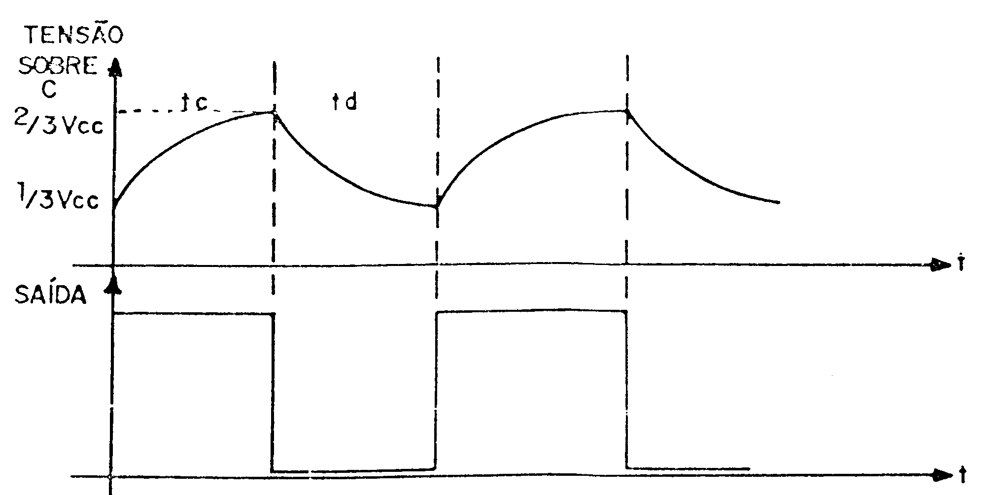 TENSÃO
SOBRE
C
tc
td
2/3 Vcc
1/3 Vcc
t
SAÍDA
t